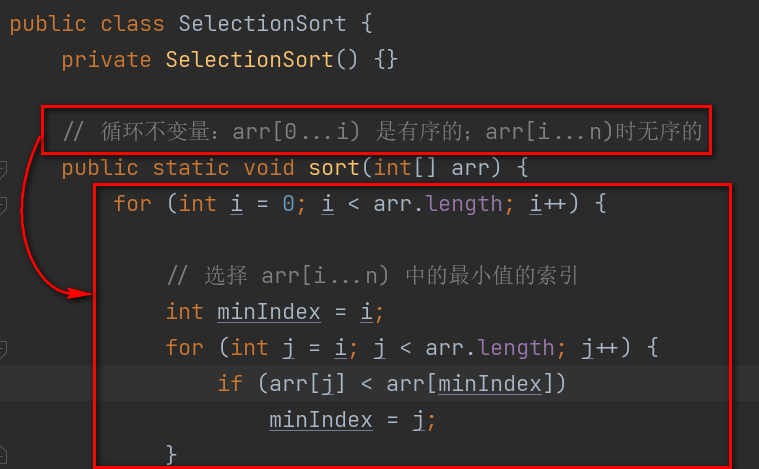 public class SelectionSort {
private SelectionSort() {}
// 循环不变量：arr[0...i) 是有序的；arr[i...n)时无序的
public static void sort(int[] arr) {
for (int i = 0; i < arr.length; i++) {
// 选择 arr[i...n) 中的最小值的索引
int minIndex = i;
for (int j = i; j < arr.length; j++) {
if (arr[j] < arr[minIndex])
minIndex = j;
}